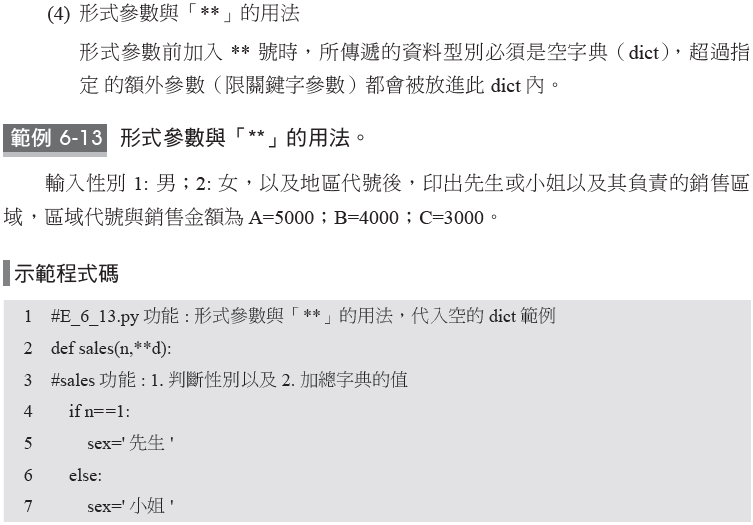 (4) 形式參數與「**」的用法
形式參數前加入 ** 號時，所傳遞的資料型別必須是空字典（dict），超過指
定 的額外參數（限關鍵字參數）都會被放進此 dict 內。
範例 6-13 形式參數與「**」的用法。
輸入性別 1: 男；2: 女，以及地區代號後，印出先生或小姐以及其負責的銷售區
域，區域代號與銷售金額為 A=5000；B=4000；C=3000。
示範程式碼
1 #E_6_13.py 功能 : 形式參數與「**」的用法，代入空的 dict 範例
2 def sales(n,**d):
3 #sales 功能 : 1. 判斷性別以及 2. 加總字典的值
4 if n==1:
5 sex=' 先生 '
6 else:
7 sex=' 小姐 '